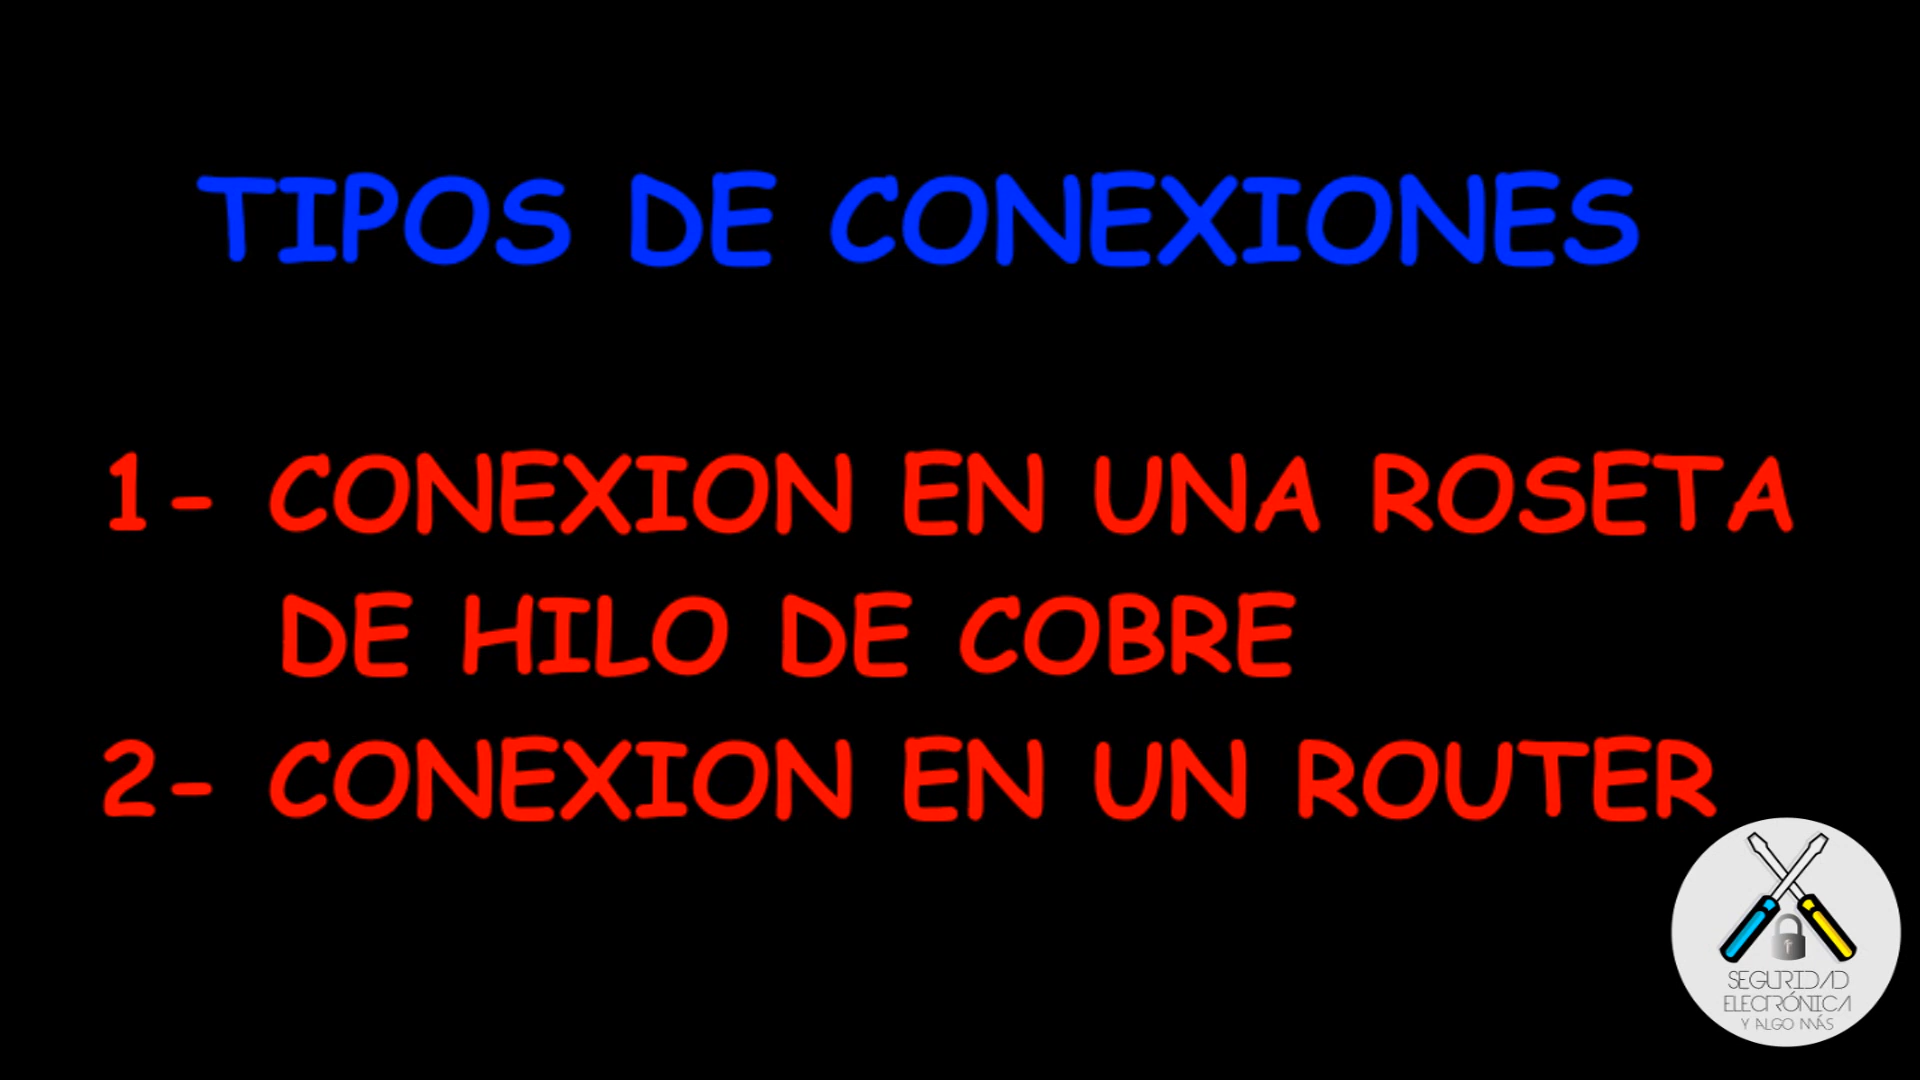 TIPOS DE CONEXIONES
1- CONEXION EN UNA ROSETA
DE HILO DE COBRE
2- CONEXION EN UN ROUTER
SEGURIDAD
ELECTRÓNICA
Y ALGO MÁS